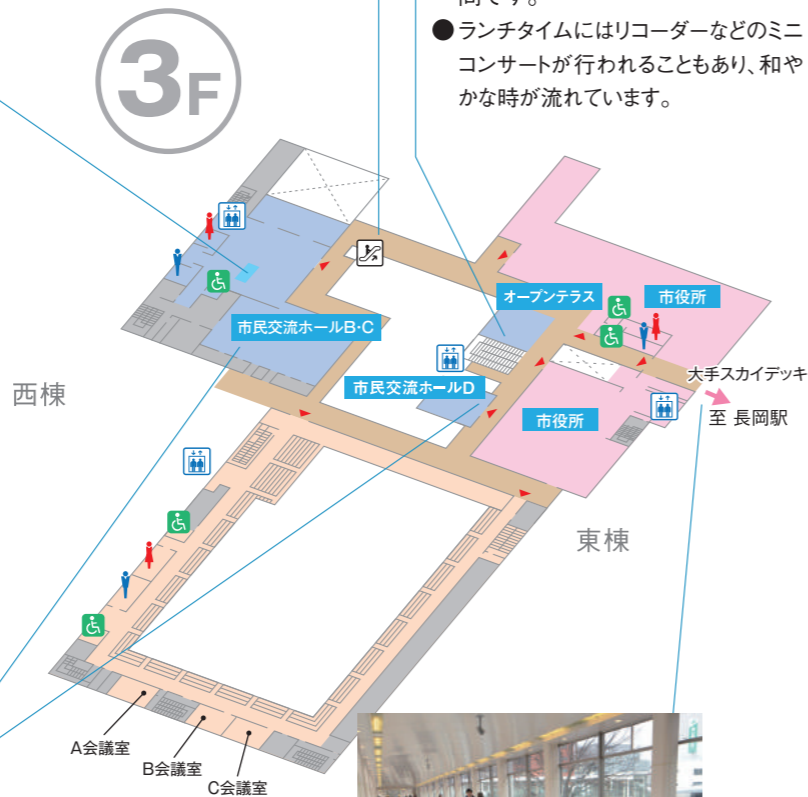 間です。
●ランチタイムにはリコーダーなどのミニ
コンサートが行われることもあり、和や
かな時が流れています。
3F
オープンテラス
市役所
市民交流ホールB・C
大手スカイデッキ
西棟
市民交流ホールD
市役所
至 長岡駅
東棟
A会議室
B会議室
C会議室